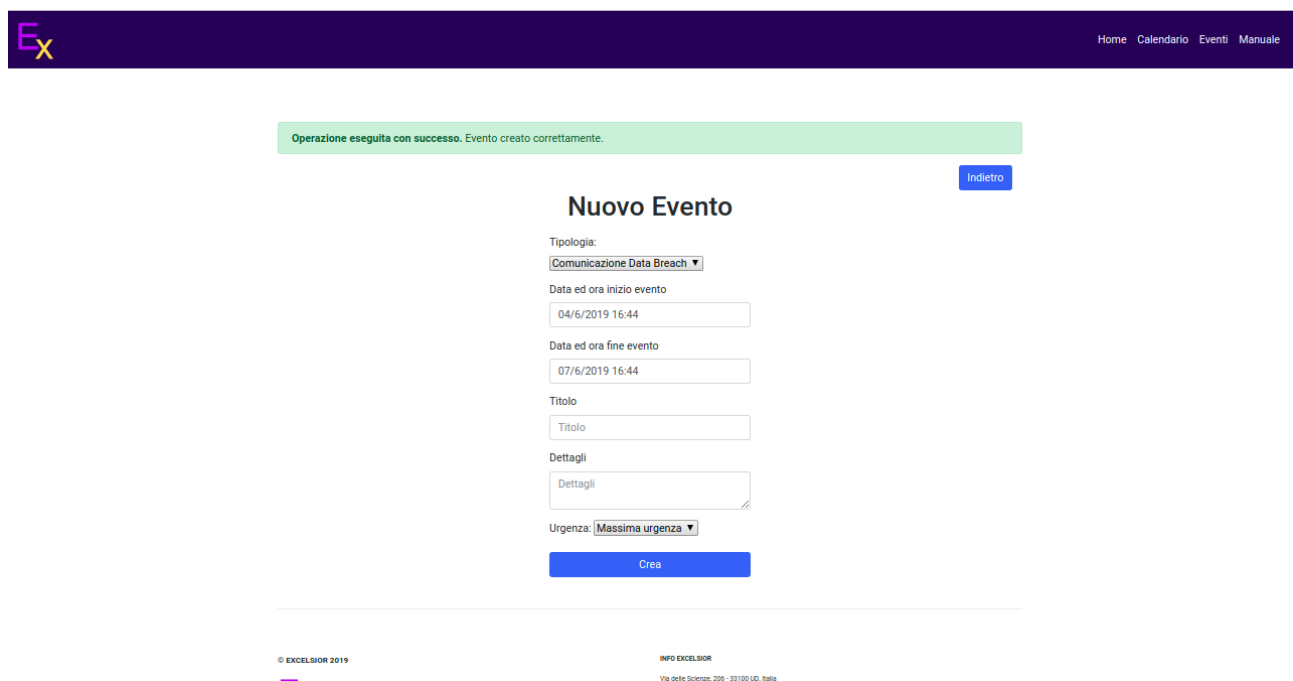 Ex
Home Calendario Eventi Manuale
Operazione eseguita con successo. Evento creato correttamente.
Indietro
Nuovo Evento
Tipologia:
Comunicazione Data Breach ▼
Data ed ora inizio evento
04/6/2019 16:44
Data ed ora fine evento
07/6/2019 16:44
Titolo
Titolo
Dettagli
Dettagli
Urgenza: Massima urgenza ▼
Crea
© EXCELSIOR 2019
INFO EXCELSIOR
Via delle Scienze, 206 - 33100 UD, Italia